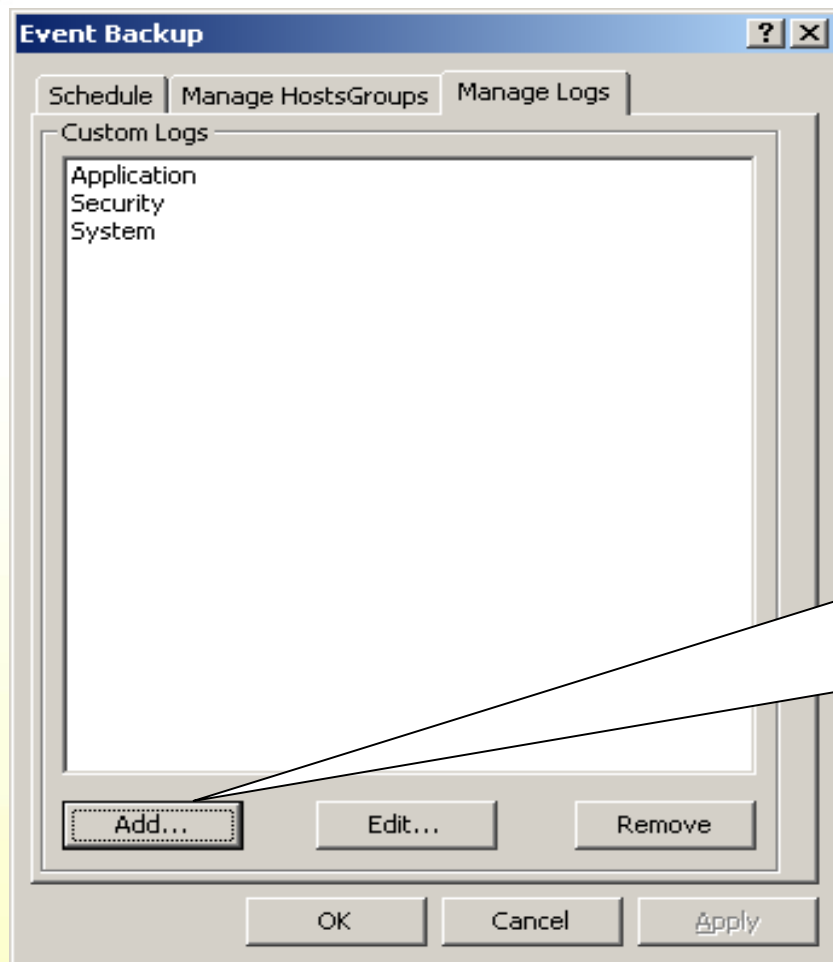 Event Backup
Schedule Manage HostsGroups Manage Logs
Custom Logs
Application
Security
System
Add... Edit... Remove
OK Cancel Apply